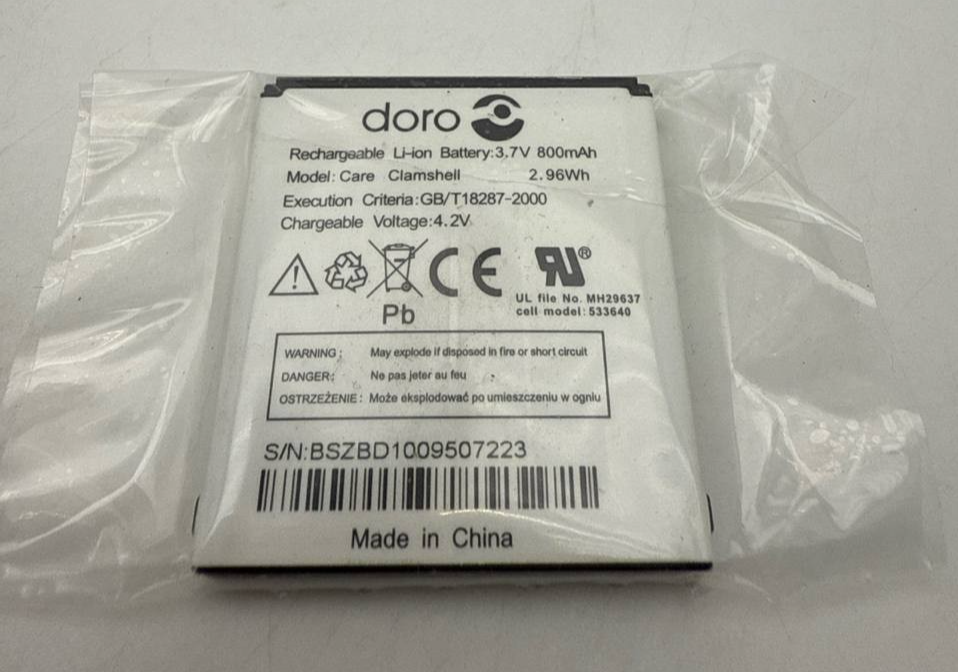 doro
Rechargeable Li-ion Battery:3.7V 800mAh
Model: Care Clamshell 2.96Wh
Execution Criteria:GB/T18287-2000
Chargeable Voltage:4.2V
CE RU®
Pb
UL file No. MH29637
cell model: 533640
WARNING: May explode if disposed in fire or short circuit
DANGER: Ne pas jeter au feu
OSTRZEŻENIE: Może eksplodować po umieszczeniu w ogniu
S/N:BSZBD1009507223
Made in China